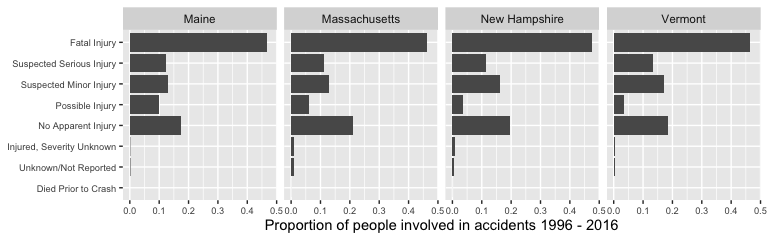 Maine Massachusetts New Hampshire Vermont
Fatal Injury
Suspected Serious Injury
Suspected Minor Injury
Possible Injury
No Apparent Injury
Injured, Severity Unknown
Unknown/Not Reported
Died Prior to Crash
0.0 0.1 0.2 0.3 0.4 0.5 0.0 0.1 0.2 0.3 0.4 0.5 0.0 0.1 0.2 0.3 0.4 0.5 0.0 0.1 0.2 0.3 0.4 0.5
Proportion of people involved in accidents 1996 - 2016